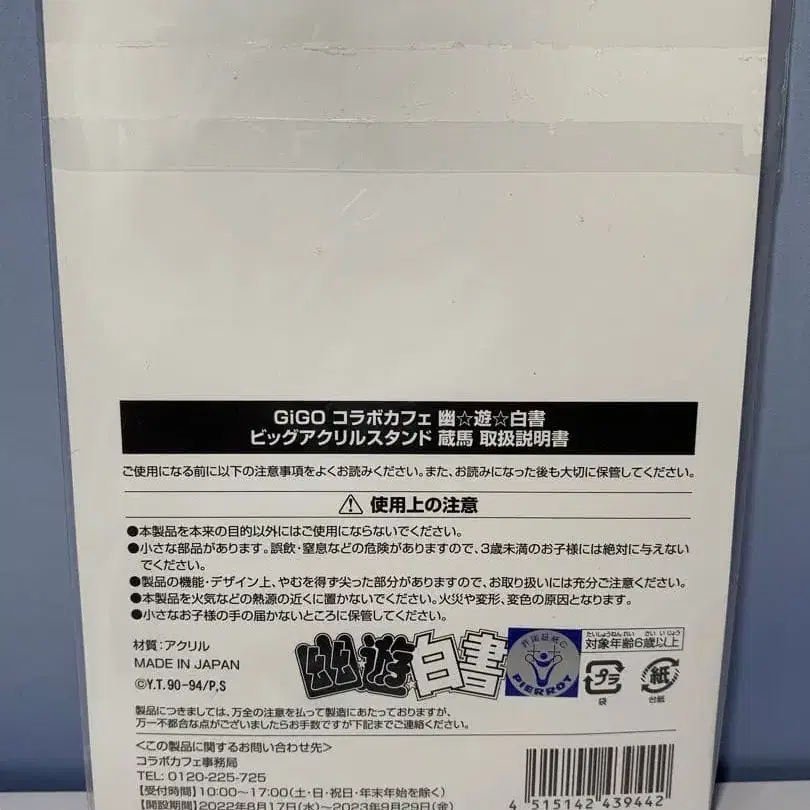 GiGO コラボカフェ 幽☆遊☆白書
ビッグアクリルスタンド 蔵馬 取扱説明書
ご使用になる前に以下の注意事項をよくお読みください。また、お読みになった後も大切に保管してください。
使用上の注意
●本製品を本来の目的以外にはご使用にならないでください。
●小さな部品があります。誤飲・窒息などの危険がありますので、3歳未満のお子様には絶対に与えない
でください。
●製品の機能・デザイン上、やむを得ず尖った部分がありますので、お取り扱いには充分ご注意ください。
●本製品を火気などの熱源の近くに置かないでください。火災や変形、変色の原因となります。
●小さなお子様の手の届かないところに保管してください。
材質：アクリル
MADE IN JAPAN
©Y.T. 90-94/P,S
幽遊白書
PIERROT
たいしょうねんれい さいいじょう
対象年齢6歳以上
プラ
袋
紙
台紙
製品につきましては、万全の注意を払って製造にあたっておりますが、
万一不都合な点がございましたらお手数ですが下記までご連絡ください。
<この製品に関するお問い合わせ先>
コラボカフェ事務局
TEL: 0120-225-725
【受付時間】10:00～17:00(土・日・祝日・年末年始を除く)
【開設期間】2022年8月17日(水)～2023年9月29日(金)
4 515142 439442